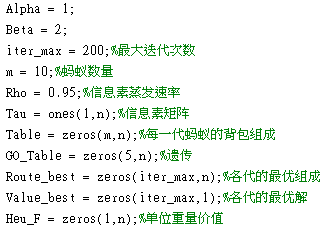 Alpha = 1;
Beta = 2;
iter_max = 200;%最大迭代次数
m = 10;%蚂蚁数量
Rho = 0.95;%信息素蒸发速率
Tau = ones(1,n);%信息素矩阵
Table = zeros(m,n);%每一代蚂蚁的背包组成
GO_Table = zeros(5,n);%遗传
Route_best = zeros(iter_max,n);%各代的最优组成
Value_best = zeros(iter_max,1);%各代的最优解
Heu_F = zeros(1,n);%单位重量价值